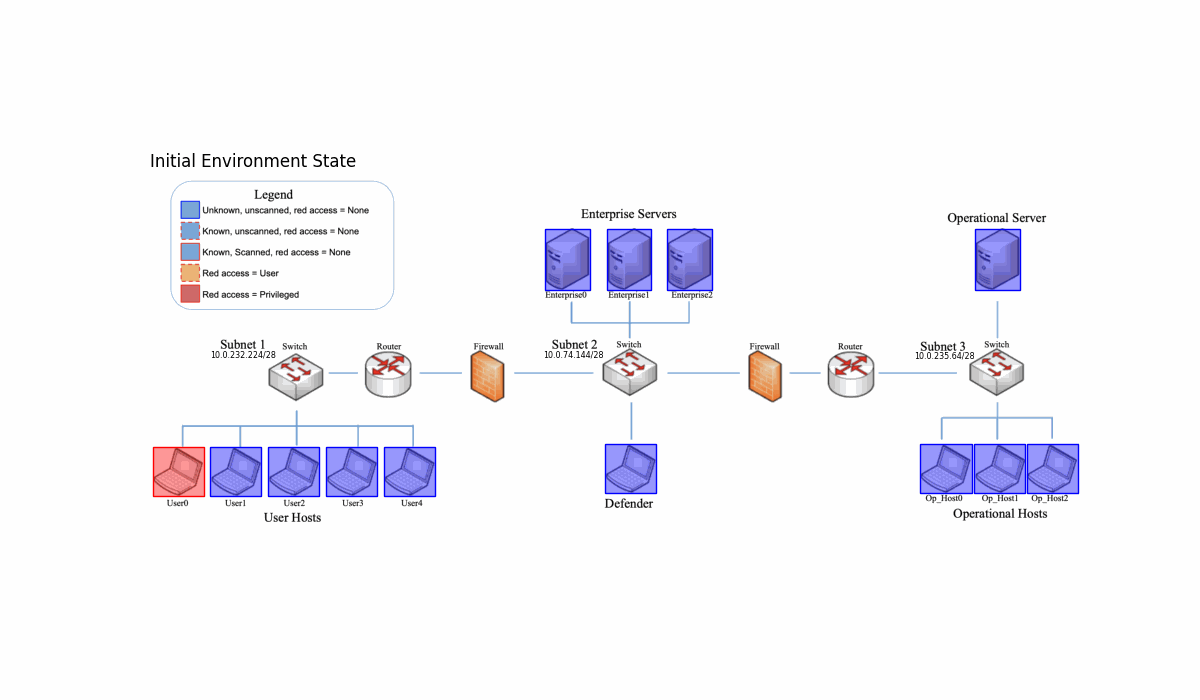 Initial Environment State
Legend
Unknown, unscanned, red access = None
Known, unscanned, red access = None
Known, Scanned, red access = None
Red access = User
Red access = Privileged
Enterprise Servers
Operational Server
Enterprise0
Enterprise1
Enterprise2
Subnet 1
10.0.232.224/28
Switch
Router
Firewall
Subnet 2
10.0.74.144/28
Switch
Firewall
Router
Subnet 3
10.0.235.64/28
Switch
User0
User1
User2
User3
User4
User Hosts
Defender
Op_Host0
Op_Host1
Op_Host2
Operational Hosts